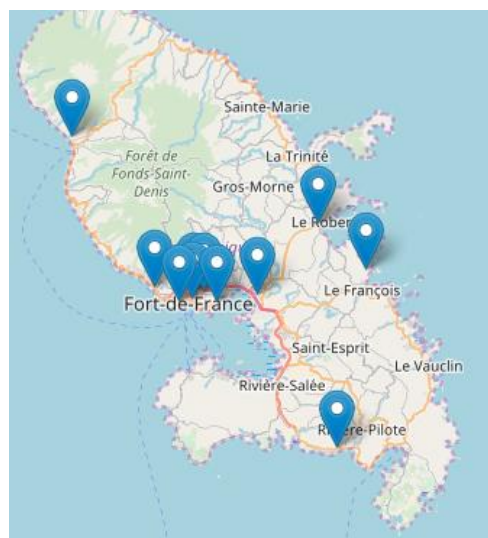 Sainte-Marie
La Trinité
Forêt de
Fonds-Saint-
Denis
Gros-Morne
Le Rober
Fort-de-France
Le François
Saint-Esprit
Le Vauclin
Rivière-Salée
Rivière-Pilote